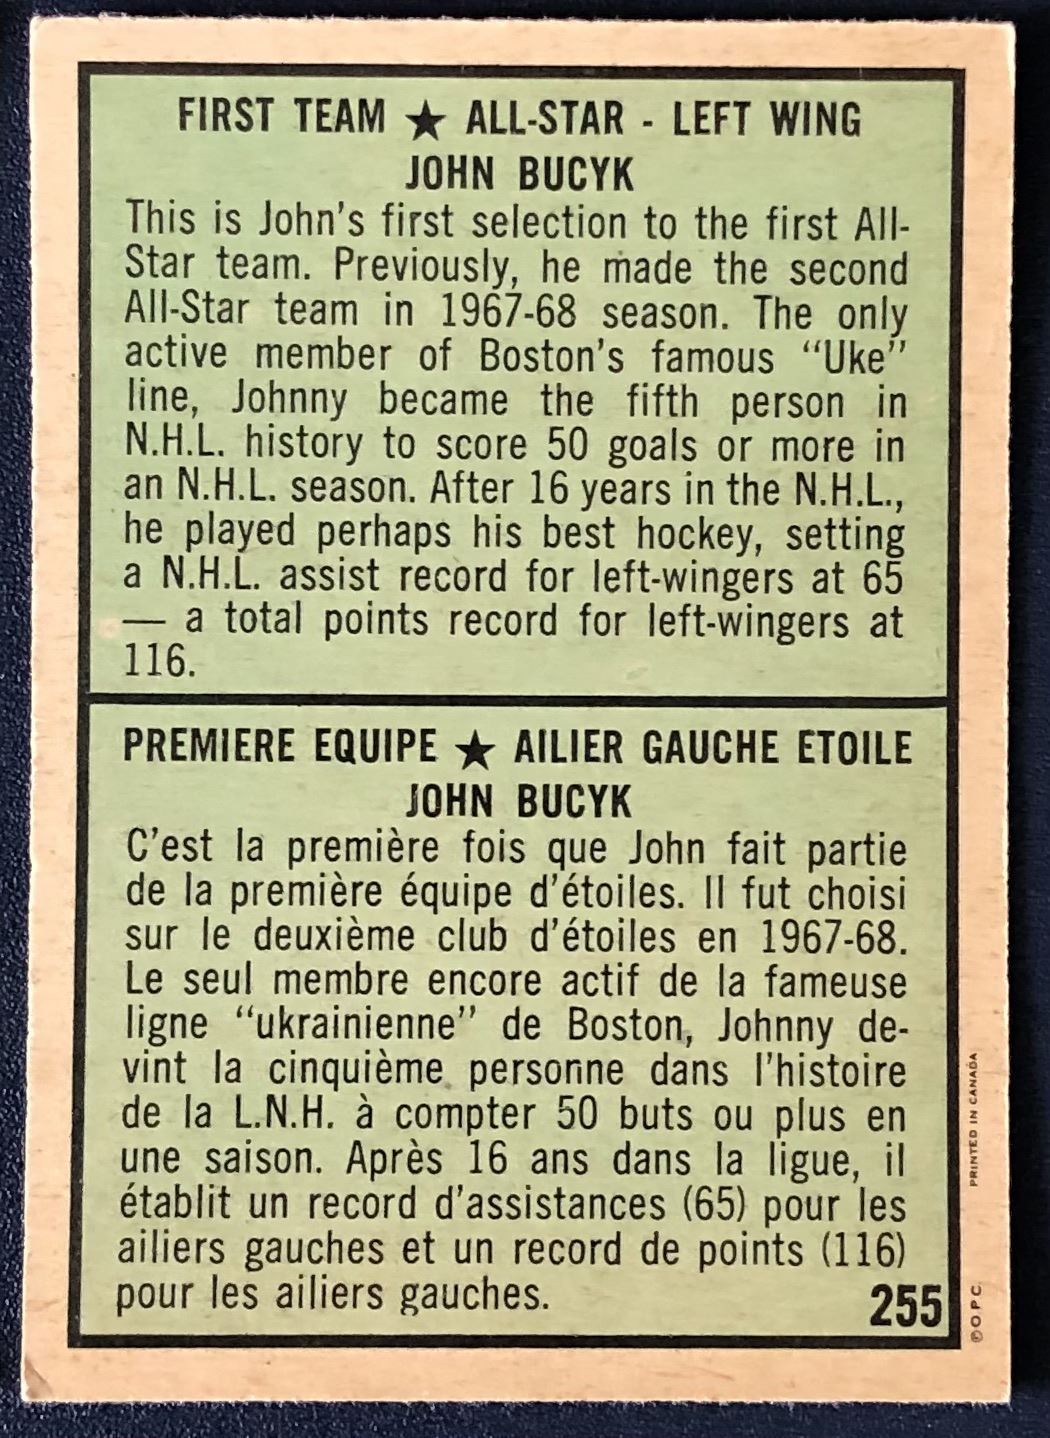 FIRST TEAM ★ ALL-STAR - LEFT WING
JOHN BUCYK
This is John's first selection to the first All-
Star team. Previously, he made the second
All-Star team in 1967-68 season. The only
active member of Boston's famous "Uke"
line, Johnny became the fifth person in
N.H.L. history to score 50 goals or more in
an N.H.L. season. After 16 years in the N.H.L.,
he played perhaps his best hockey, setting
a N.H.L. assist record for left-wingers at 65
— a total points record for left-wingers at
116.
PREMIERE EQUIPE ★ AILIER GAUCHE ETOILE
JOHN BUCYK
C'est la première fois que John fait partie
de la première équipe d'étoiles. Il fut choisi
sur le deuxième club d'étoiles en 1967-68.
Le seul membre encore actif de la fameuse
ligne "ukrainienne" de Boston, Johnny de-
vint la cinquième personne dans l'histoire
de la L.N.H. à compter 50 buts ou plus en
une saison. Après 16 ans dans la ligue, il
établit un record d'assistances (65) pour les
ailiers gauches et un record de points (116)
pour les ailiers gauches.
255
©O.P.C.
PRINTED IN CANADA